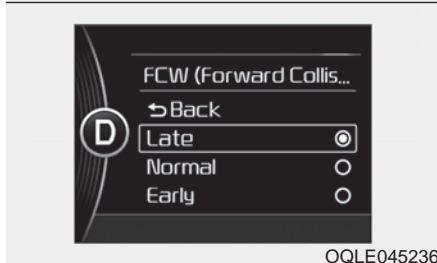 FCW (Forward Collis...
Back
D
Late
Normal
Early
OQLE045236